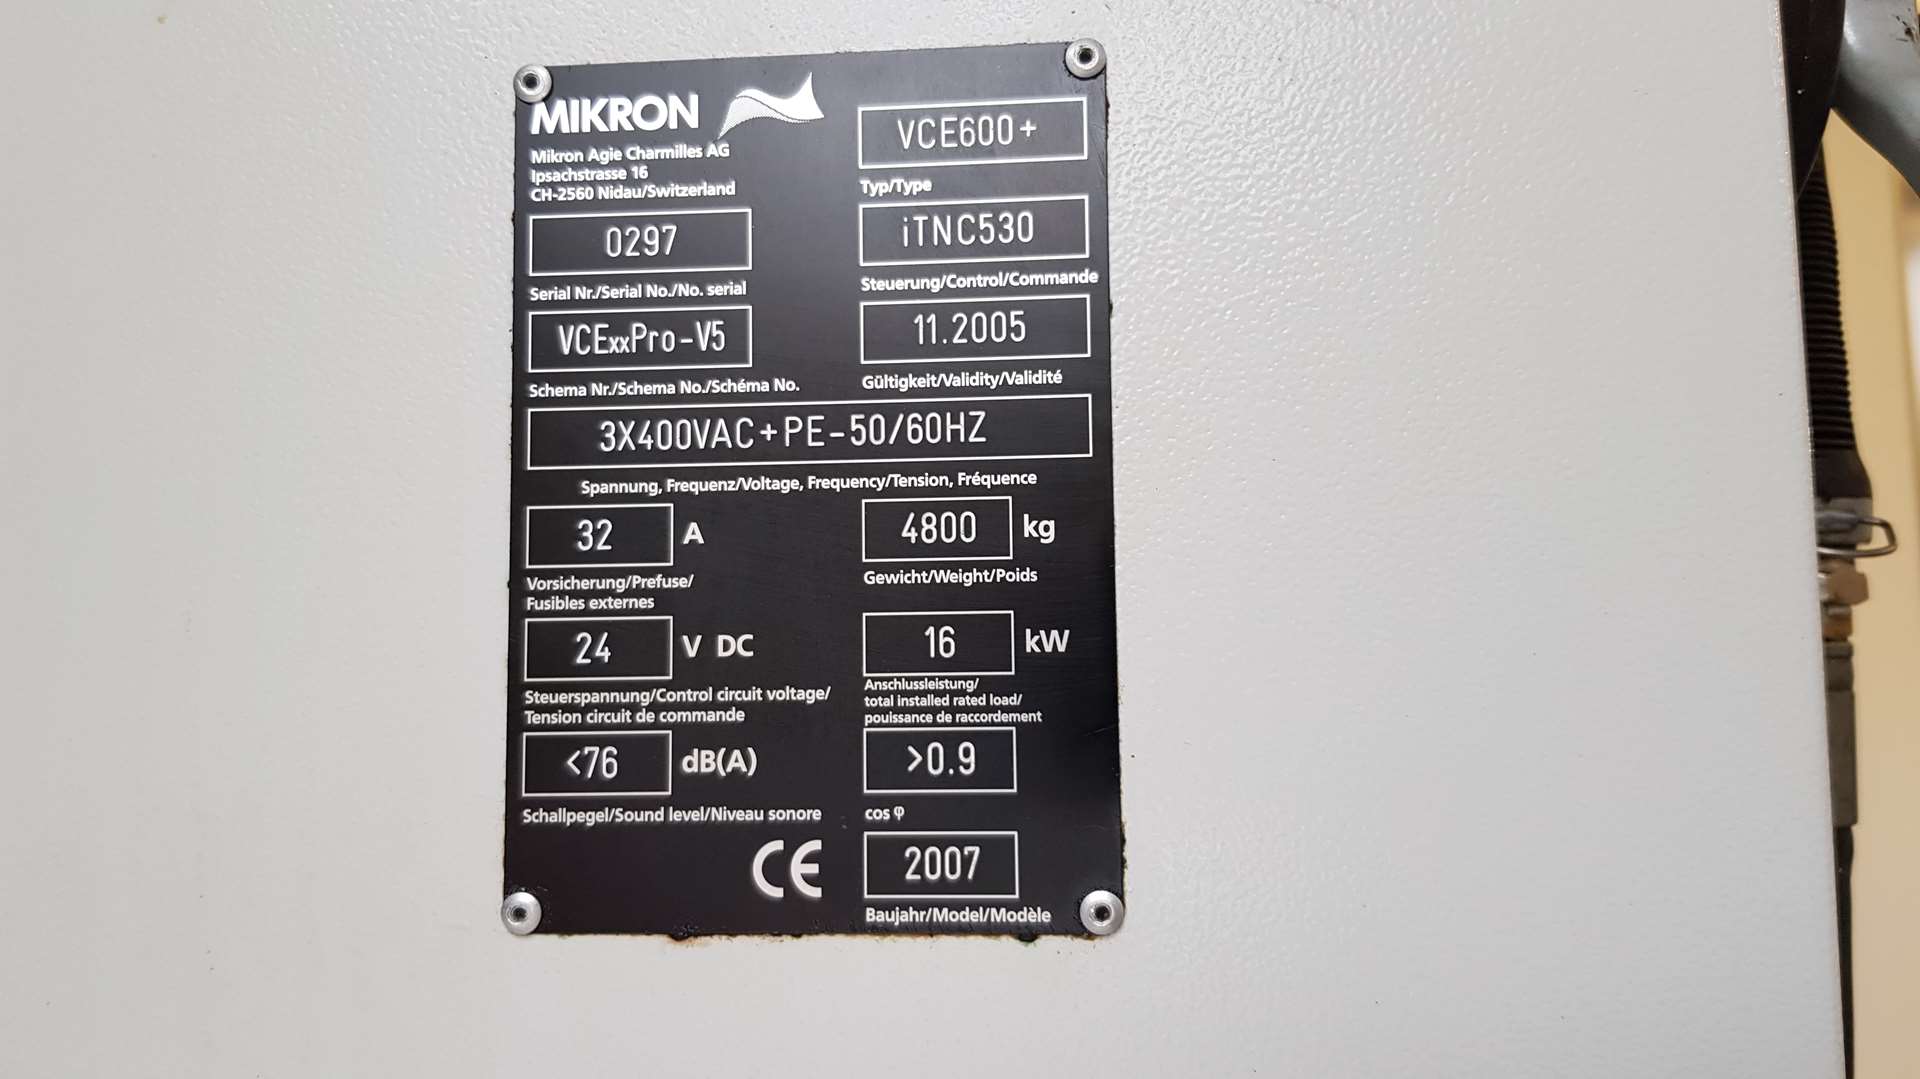 MIKRON
Mikron Agie Charmilles AG
Ipsachstrasse 16
CH-2560 Nidau/Switzerland
VCE600+
Typ/Type
0297
Serial Nr./Serial No./No. serial
iTNC530
Steuerung/Control/Commande
VCExxPro-V5
Schema Nr./Schema No./Schéma No.
11.2005
Gültigkeit/Validity/Validité
3X400VAC+PE-50/60HZ
Spannung, Frequenz/Voltage, Frequency/Tension, Fréquence
32 A
Vorsicherung/Prefuse/
Fusibles externes
4800 kg
Gewicht/Weight/Poids
24 V DC
Steuerspannung/Control circuit voltage/
Tension circuit de commande
16 kW
Anschlussleistung/
total installed rated load/
pouissance de raccordement
<76 dB(A)
Schallpegel/Sound level/Niveau sonore
>0.9
cos φ
CE
2007
Baujahr/Model/Modèle